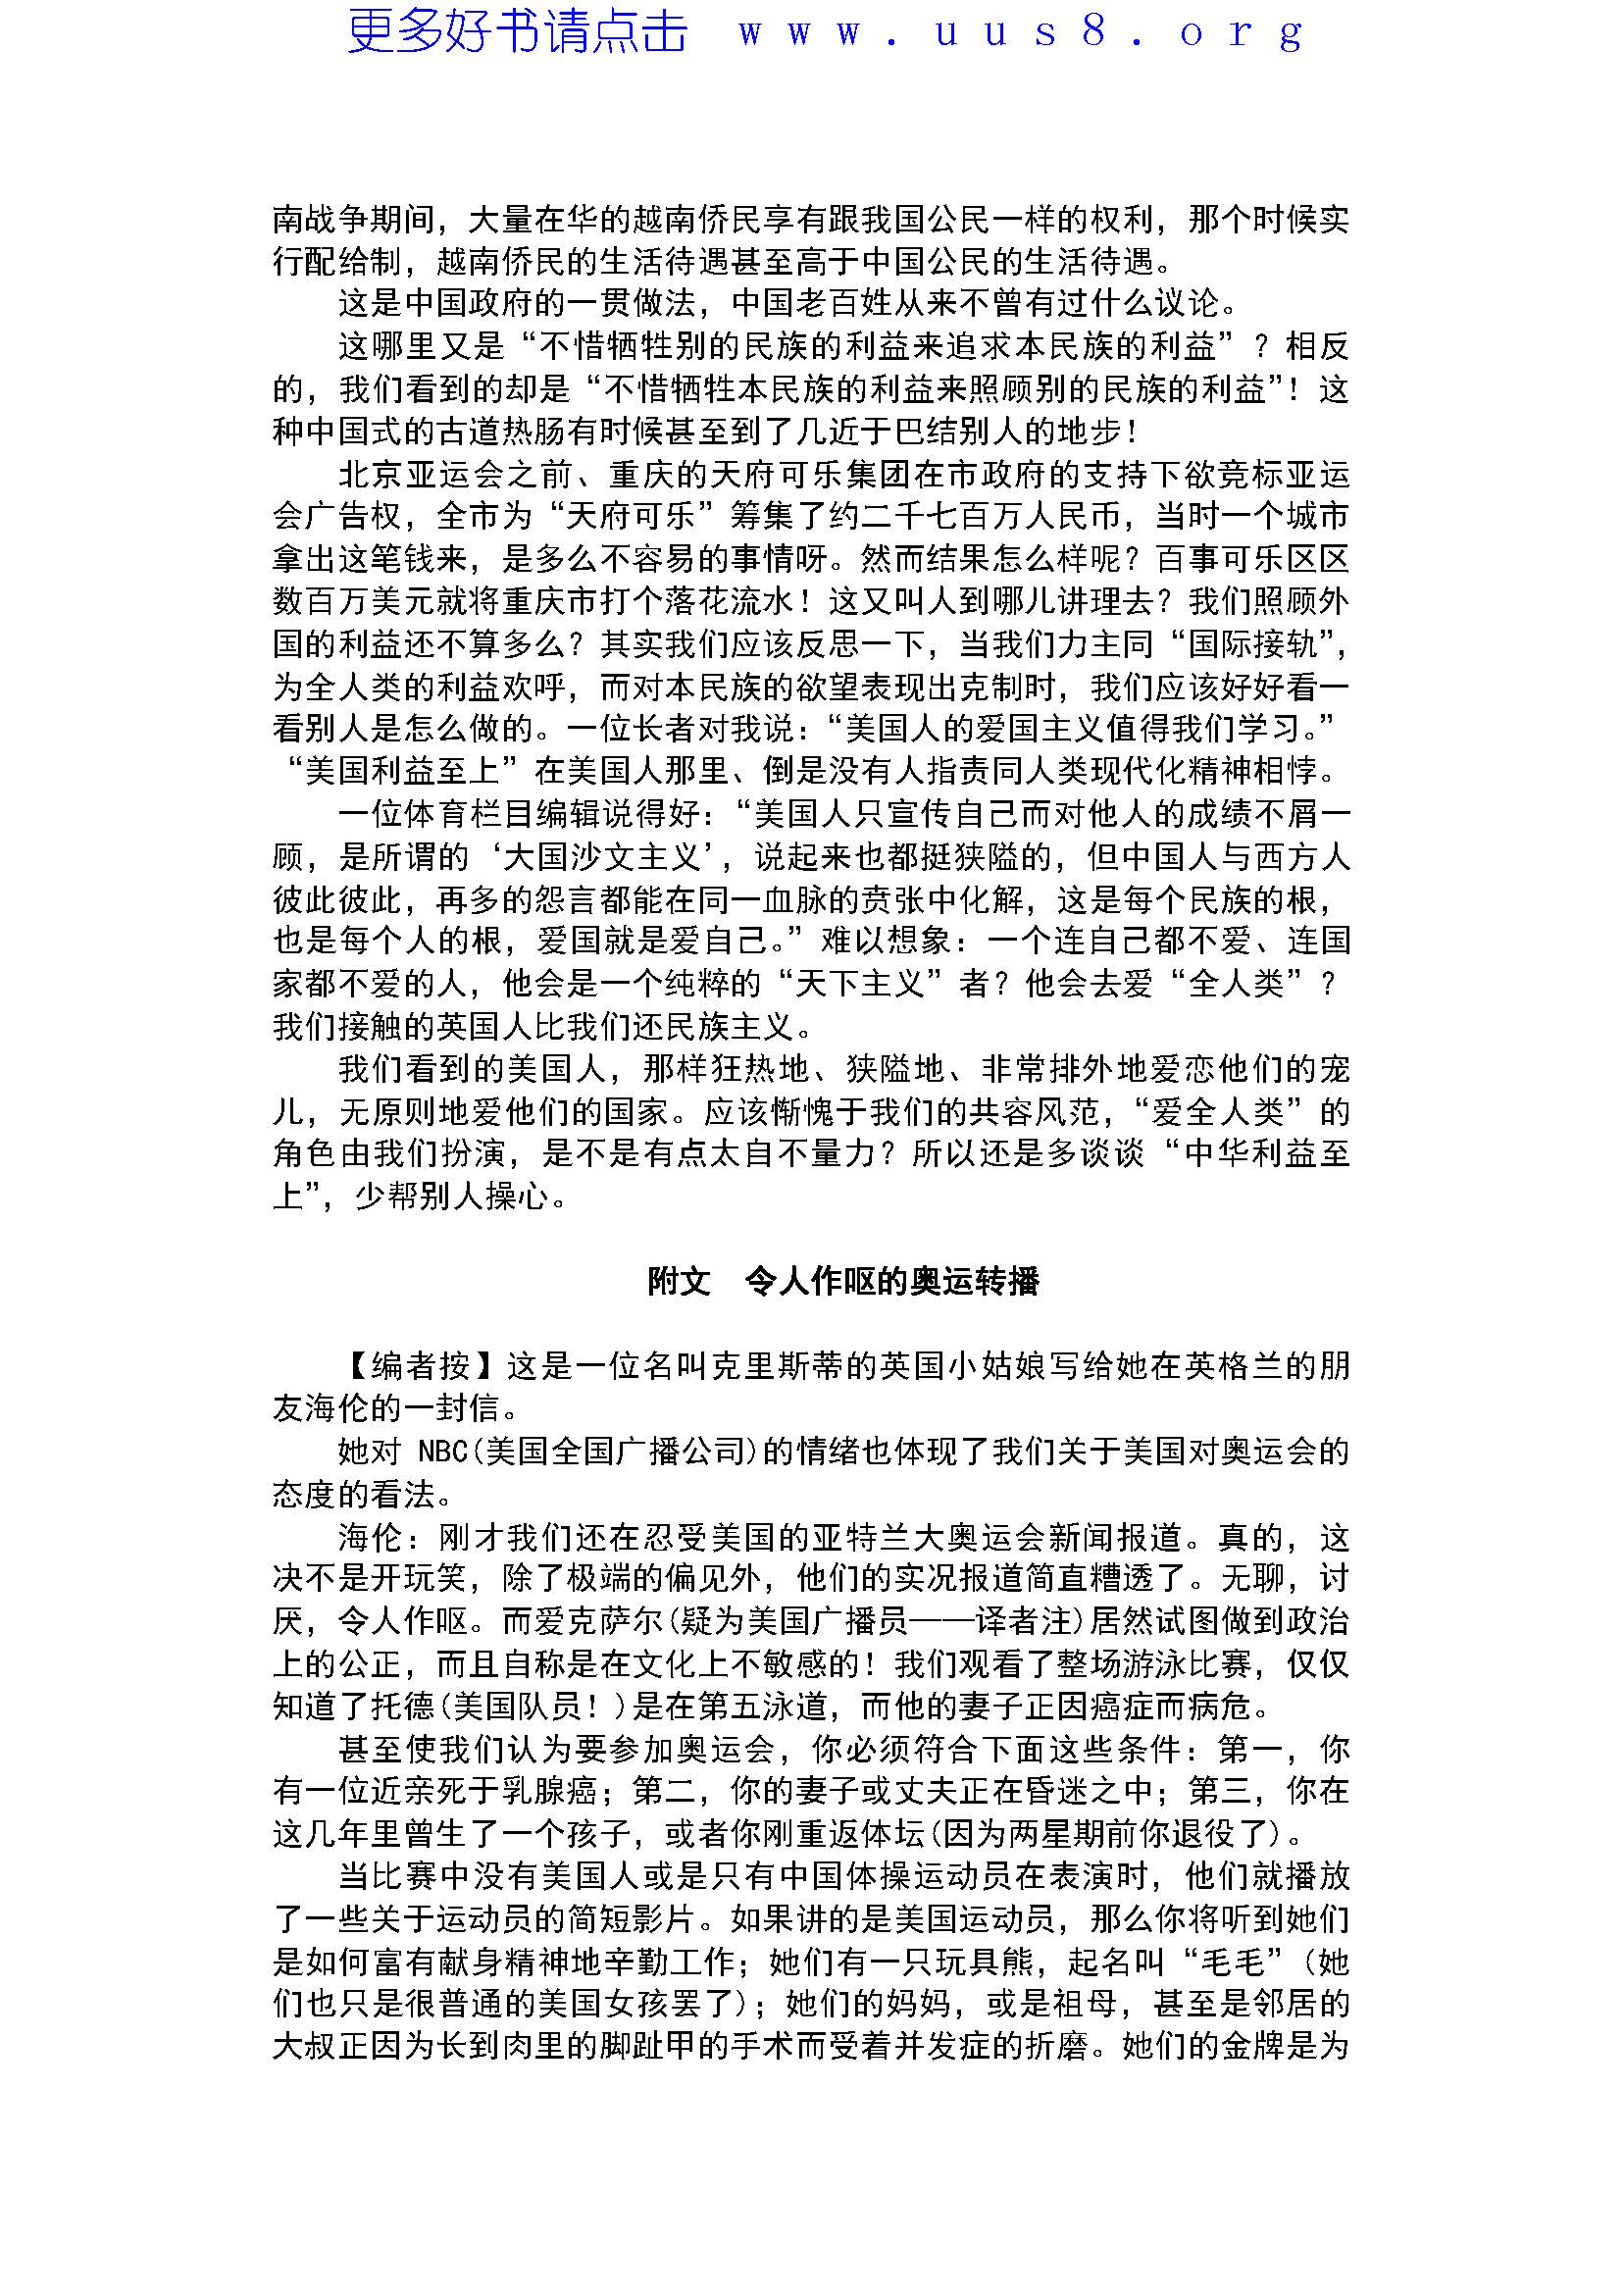 更多好书请点击 www.uus8.org
南战争期间，大量在华的越南侨民享有跟我国公民一样的权利，那个时候实
行配给制，越南侨民的生活待遇甚至高于中国公民的生活待遇。
这是中国政府的一贯做法，中国老百姓从来不曾有过什么议论。
这哪里又是“不惜牺牲别的民族的利益来追求本民族的利益”？相反
的，我们看到的却是“不惜牺牲本民族的利益来照顾别的民族的利益”！这
种中国式的古道热肠有时候甚至到了几近于巴结别人的地步！
北京亚运会之前、重庆的天府可乐集团在市政府的支持下欲竞标亚运
会广告权，全市为“天府可乐”筹集了约二千七百万人民币，当时一个城市
拿出这笔钱来，是多么不容易的事情呀。然而结果怎么样呢？百事可乐区区
数百万美元就将重庆市打个落花流水！这又叫人到哪儿讲理去？我们照顾外
国的利益还不算多么？其实我们应该反思一下，当我们力主同“国际接轨”，
为全人类的利益欢呼，而对本民族的欲望表现出克制时，我们应该好好看一
看别人是怎么做的。一位长者对我说：“美国人的爱国主义值得我们学习。”
“美国利益至上”在美国人那里、倒是没有人指责同人类现代化精神相悖。
一位体育栏目编辑说得好：“美国人只宣传自己而对他人的成绩不屑一
顾，是所谓的‘大国沙文主义’，说起来也都挺狭隘的，但中国人与西方人
彼此彼此，再多的怨言都能在同一血脉的贲张中化解，这是每个民族的根，
也是每个人的根，爱国就是爱自己。”难以想象：一个连自己都不爱、连国
家都不爱的人，他会是一个纯粹的“天下主义”者？他会去爱“全人类”？
我们接触的英国人比我们还民族主义。
我们看到的美国人，那样狂热地、狭隘地、非常排外地爱恋他们的宠
儿，无原则地爱他们的国家。应该惭愧于我们的共容风范，“爱全人类”的
角色由我们扮演，是不是有点太自不量力？所以还是多谈谈“中华利益至
上”，少帮别人操心。
附文　令人作呕的奥运转播
【编者按】这是一位名叫克里斯蒂的英国小姑娘写给她在英格兰的朋
友海伦的一封信。
她对 NBC(美国全国广播公司)的情绪也体现了我们关于美国对奥运会的
态度的看法。
海伦：刚才我们还在忍受美国的亚特兰大奥运会新闻报道。真的，这
决不是开玩笑，除了极端的偏见外，他们的实况报道简直糟透了。无聊，讨
厌，令人作呕。而爱克萨尔(疑为美国广播员——译者注)居然试图做到政治
上的公正，而且自称是在文化上不敏感的！我们观看了整场游泳比赛，仅仅
知道了托德(美国队员！)是在第五泳道，而他的妻子正因癌症而病危。
甚至使我们认为要参加奥运会，你必须符合下面这些条件：第一，你
有一位近亲死于乳腺癌；第二，你的妻子或丈夫正在昏迷之中；第三，你在
这几年里曾生了一个孩子，或者你刚重返体坛(因为两星期前你退役了)。
当比赛中没有美国人或是只有中国体操运动员在表演时，他们就播放
了一些关于运动员的简短影片。如果讲的是美国运动员，那么你将听到她们
是如何富有献身精神地辛勤工作；她们有一只玩具熊，起名叫“毛毛”（她
们也只是很普通的美国女孩罢了）；她们的妈妈，或是祖母，甚至是邻居的
大叔正因为长到肉里的脚趾甲的手术而受着并发症的折磨。她们的金牌是为